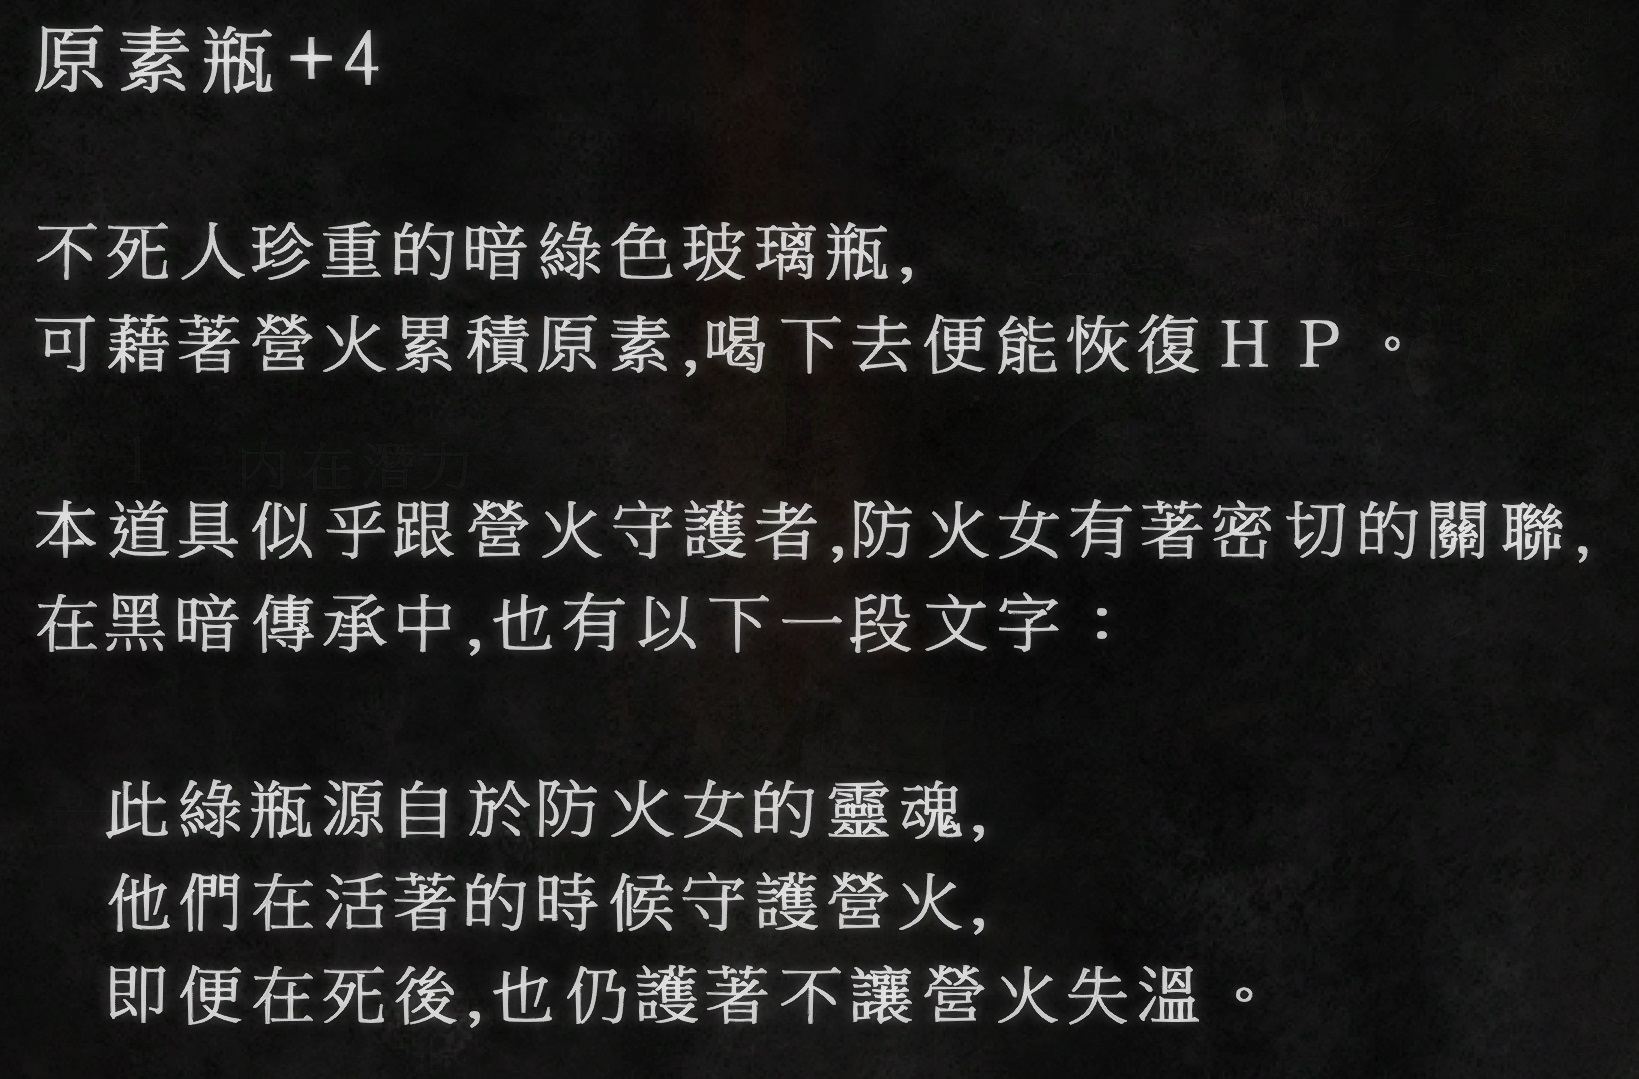 原素瓶+4
不死人珍重的暗綠色玻璃瓶,
可藉著營火累積原素,喝下去便能恢復HP。
本道具似乎跟營火守護者,防火女有著密切的關聯,
在黑暗傳承中,也有以下一段文字：
此綠瓶源自於防火女的靈魂,
他們在活著的時候守護營火,
即便在死後,也仍護著不讓營火失溫。